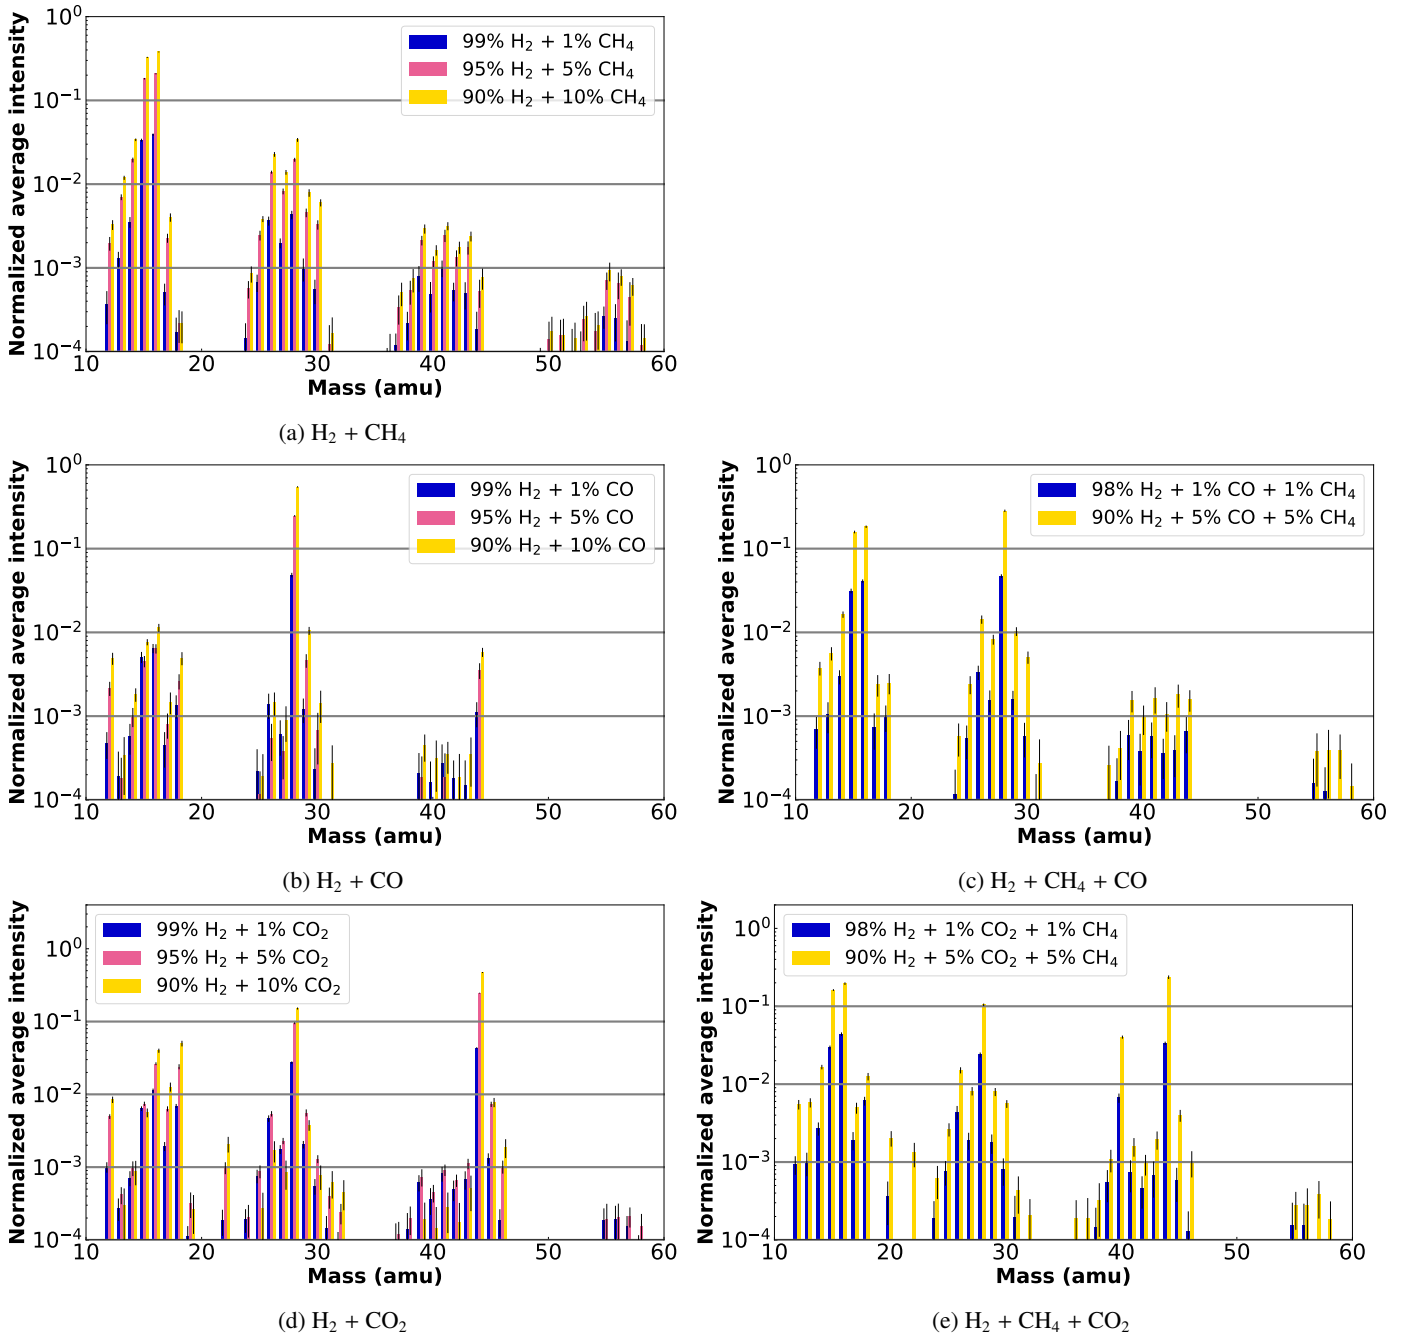 Normalized average intensity
10⁰
10⁻¹
10⁻²
10⁻³
10⁻⁴
99% H₂ + 1% CH₄
95% H₂ + 5% CH₄
90% H₂ + 10% CH₄
10 20 30 40 50 60
Mass (amu)
(a) H₂ + CH₄
Normalized average intensity
10⁰
10⁻¹
10⁻²
10⁻³
10⁻⁴
99% H₂ + 1% CO
95% H₂ + 5% CO
90% H₂ + 10% CO
10 20 30 40 50 60
Mass (amu)
(b) H₂ + CO
Normalized average intensity
10⁰
10⁻¹
10⁻²
10⁻³
10⁻⁴
98% H₂ + 1% CO + 1% CH₄
90% H₂ + 5% CO + 5% CH₄
10 20 30 40 50 60
Mass (amu)
(c) H₂ + CH₄ + CO
Normalized average intensity
10⁰
10⁻¹
10⁻²
10⁻³
10⁻⁴
99% H₂ + 1% CO₂
95% H₂ + 5% CO₂
90% H₂ + 10% CO₂
10 20 30 40 50 60
Mass (amu)
(d) H₂ + CO₂
Normalized average intensity
10⁰
10⁻¹
10⁻²
10⁻³
10⁻⁴
98% H₂ + 1% CO₂ + 1% CH₄
90% H₂ + 5% CO₂ + 5% CH₄
10 20 30 40 50 60
Mass (amu)
(e) H₂ + CH₄ + CO₂